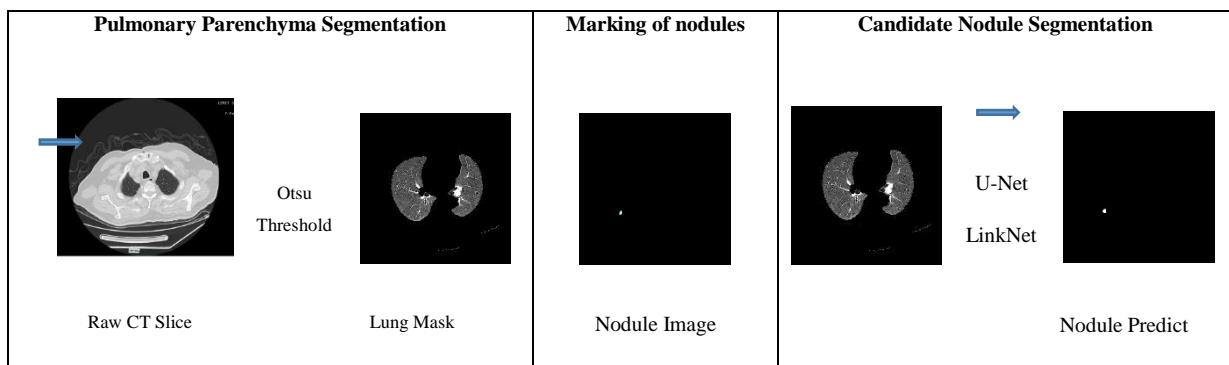 Pulmonary Parenchyma Segmentation
Marking of nodules
Candidate Nodule Segmentation
Otsu
Threshold
U-Net
LinkNet
Raw CT Slice
Lung Mask
Nodule Image
Nodule Predict